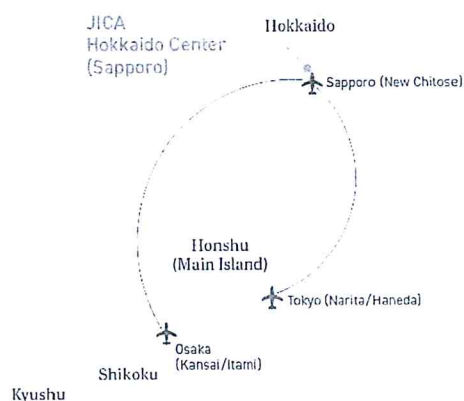 JICA
Hokkaido Center
(Sapporo)
Hokkaido
Sapporo (New Chitose)
Honshu
(Main Island)
Tokyo (Narita/Haneda)
Osaka
(Kansai/Itami)
Shikoku
Kyushu